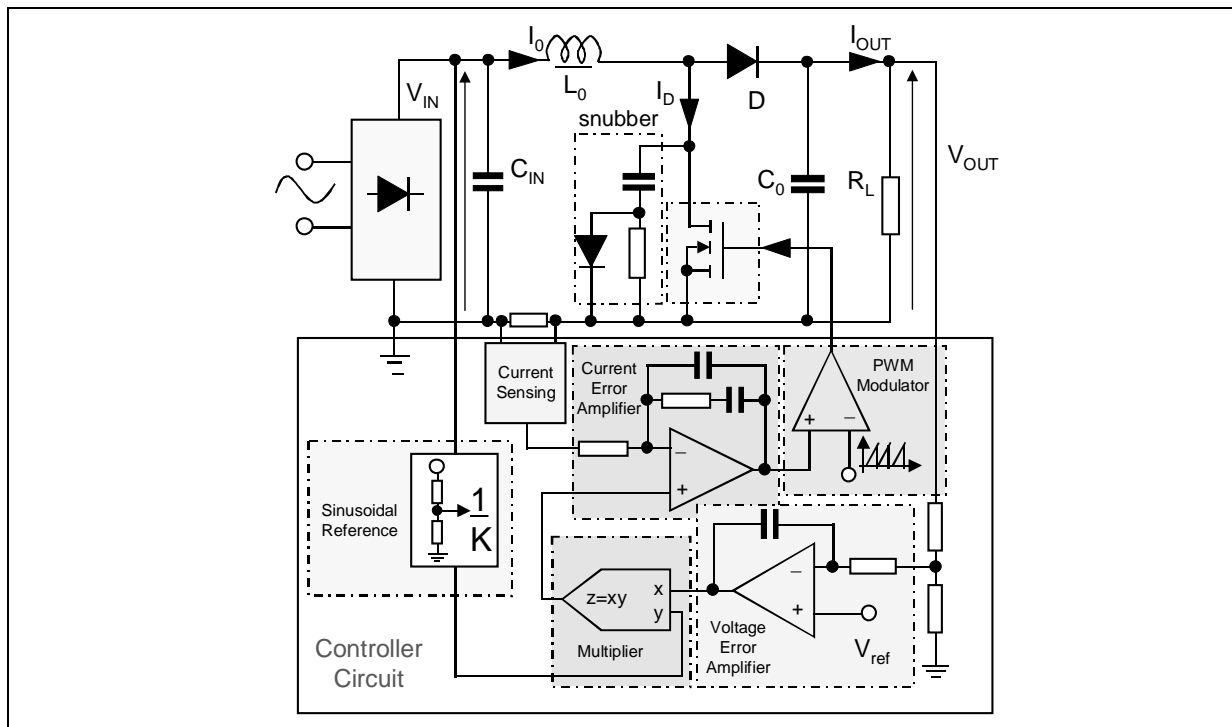 I0
IOUT
L0
VIN
ID
D
snubber
VOUT
CIN
C0
RL
Current
Sensing
Current
Error
Amplifier
PWM
Modulator
+
−
−
+
Sinusoidal
Reference
1
K
z=xy
x
y
−
+
Multiplier
Voltage
Error
Amplifier
Vref
Controller
Circuit